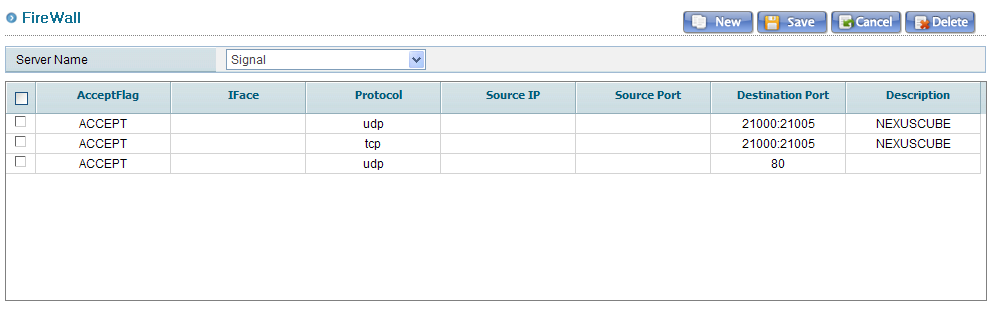 FireWall
New Save Cancel Delete
Server Name Signal
AcceptFlag IFace Protocol Source IP Source Port Destination Port Description
ACCEPT udp 21000:21005 NEXUSCUBE
ACCEPT tcp 21000:21005 NEXUSCUBE
ACCEPT udp 80